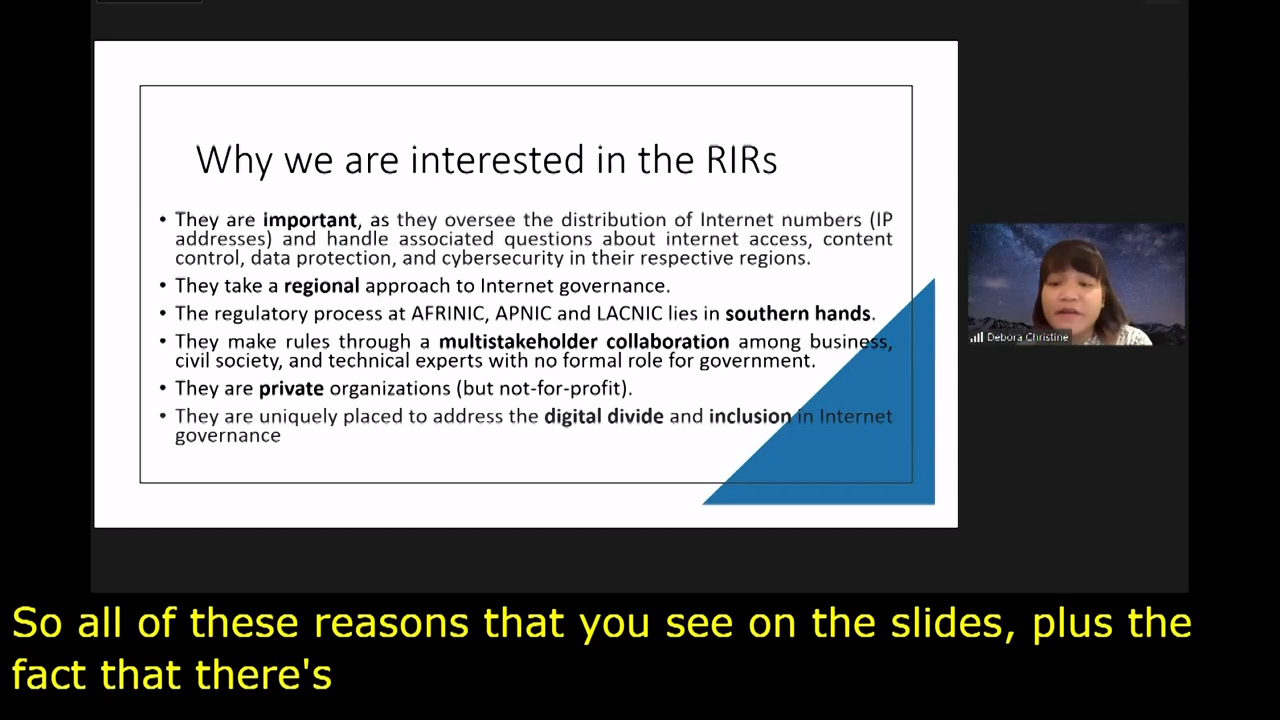 Why we are interested in the RIRs
• They are important, as they oversee the distribution of Internet numbers (IP
addresses) and handle associated questions about internet access, content
control, data protection, and cybersecurity in their respective regions.
• They take a regional approach to Internet governance.
• The regulatory process at AFRINIC, APNIC and LACNIC lies in southern hands.
• They make rules through a multistakeholder collaboration among business,
civil society, and technical experts with no formal role for government.
• They are private organizations (but not-for-profit).
• They are uniquely placed to address the digital divide and inclusion in Internet
governance
Debora Christine
So all of these reasons that you see on the slides, plus the
fact that there's